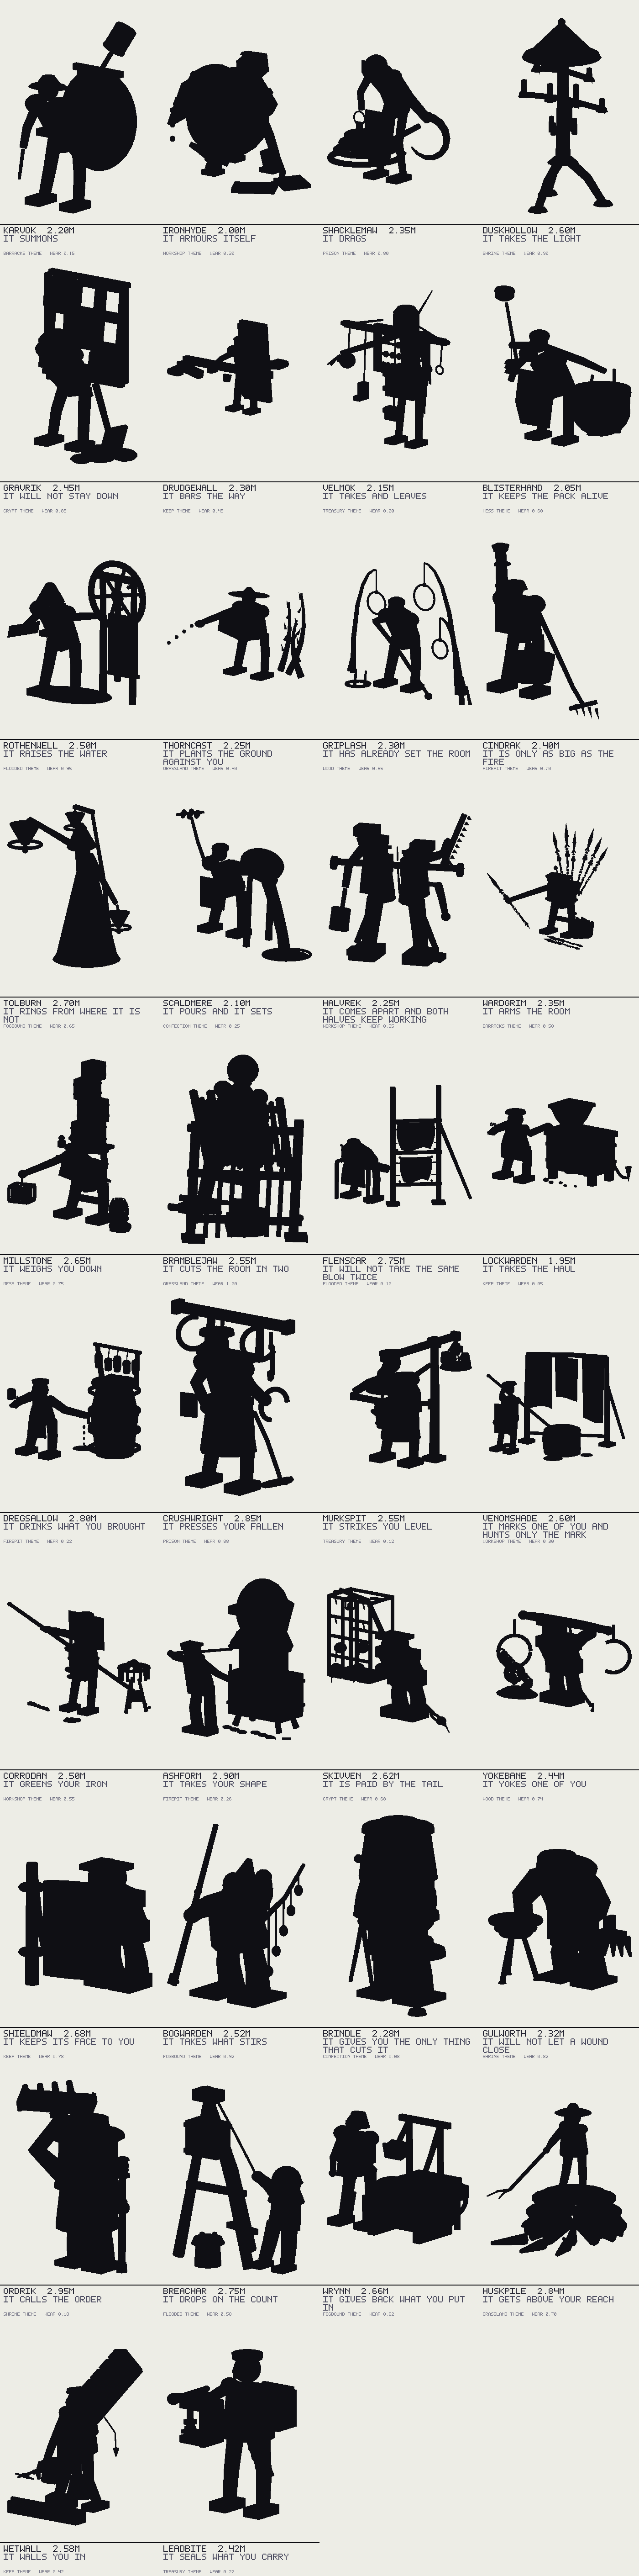 KARVOK 2.20M
IT SUMMONS
BARRACKS THEME WEAR 0.15
IRONHYDE 2.00M
IT ARMOURS ITSELF
WORKSHOP THEME WEAR 0.30
SHACKLEMAW 2.35M
IT DRAGS
PRISON THEME WEAR 0.80
DUSKHOLLOW 2.60M
IT TAKES THE LIGHT
SHRINE THEME WEAR 0.90
GRAVRIK 2.45M
IT WILL NOT STAY DOWN
CRYPT THEME WEAR 0.85
DRUDGEWALL 2.30M
IT BARS THE WAY
KEEP THEME WEAR 0.45
VELMOK 2.15M
IT TAKES AND LEAVES
TREASURY THEME WEAR 0.20
BLISTERHAND 2.05M
IT KEEPS THE PACK ALIVE
MESS THEME WEAR 0.60
ROTHENWELL 2.50M
IT RAISES THE WATER
FLOODED THEME WEAR 0.95
THORNCAST 2.25M
IT PLANTS THE GROUND
AGAINST YOU
GRASSLAND THEME WEAR 0.40
GRIPLASH 2.30M
IT HAS ALREADY SET THE ROOM
WOOD THEME WEAR 0.55
CINDRAK 2.40M
IT IS ONLY AS BIG AS THE
FIRE
FIREPIT THEME WEAR 0.70
TOLBURN 2.70M
IT RINGS FROM WHERE IT IS
NOT
FOGBOUND THEME WEAR 0.65
SCALDMERE 2.10M
IT POURS AND IT SETS
CONFECTION THEME WEAR 0.25
HALVREK 2.25M
IT COMES APART AND BOTH
HALVES KEEP WORKING
WORKSHOP THEME WEAR 0.35
WARDGRIM 2.35M
IT ARMS THE ROOM
BARRACKS THEME WEAR 0.50
MILLSTONE 2.65M
IT WEIGHS YOU DOWN
MESS THEME WEAR 0.75
BRAMBLEJAW 2.55M
IT CUTS THE ROOM IN TWO
GRASSLAND THEME WEAR 1.00
FLENSCAR 2.75M
IT WILL NOT TAKE THE SAME
BLOW TWICE
FLOODED THEME WEAR 0.10
LOCKWARDEN 1.95M
IT TAKES THE HAUL
KEEP THEME WEAR 0.05
DREGSALLOW 2.80M
IT DRINKS WHAT YOU BROUGHT
FIREPIT THEME WEAR 0.22
CRUSHWRIGHT 2.85M
IT PRESSES YOUR FALLEN
PRISON THEME WEAR 0.88
MURKSPIT 2.55M
IT STRIKES YOU LEVEL
TREASURY THEME WEAR 0.12
VENOMSHADE 2.60M
IT MARKS ONE OF YOU AND
HUNTS ONLY THE MARK
WORKSHOP THEME WEAR 0.30
CORRODAN 2.50M
IT GREENS YOUR IRON
WORKSHOP THEME WEAR 0.55
ASHFORM 2.90M
IT TAKES YOUR SHAPE
FIREPIT THEME WEAR 0.26
SKIVVEN 2.62M
IT IS PAID BY THE TAIL
CRYPT THEME WEAR 0.66
YOKEBANE 2.44M
IT YOKES ONE OF YOU
WOOD THEME WEAR 0.74
SHIELDMAW 2.68M
IT KEEPS ITS FACE TO YOU
KEEP THEME WEAR 0.78
BOGWARDEN 2.52M
IT TAKES WHAT STIRS
FOGBOUND THEME WEAR 0.92
BRINDLE 2.28M
IT GIVES YOU THE ONLY THING
THAT CUTS IT
CONFECTION THEME WEAR 0.08
GULWORTH 2.32M
IT WILL NOT LET A WOUND
CLOSE
SHRINE THEME WEAR 0.82
ORDRIK 2.95M
IT CALLS THE ORDER
SHRINE THEME WEAR 0.18
BREACHAR 2.75M
IT DROPS ON THE COUNT
FLOODED THEME WEAR 0.58
WRYNN 2.66M
IT GIVES BACK WHAT YOU PUT
IN
FOGBOUND THEME WEAR 0.62
HUSKPILE 2.84M
IT GETS ABOVE YOUR REACH
GRASSLAND THEME WEAR 0.70
WETWALL 2.58M
IT WALLS YOU IN
KEEP THEME WEAR 0.42
LEADBITE 2.42M
IT SEALS WHAT YOU CARRY
TREASURY THEME WEAR 0.22